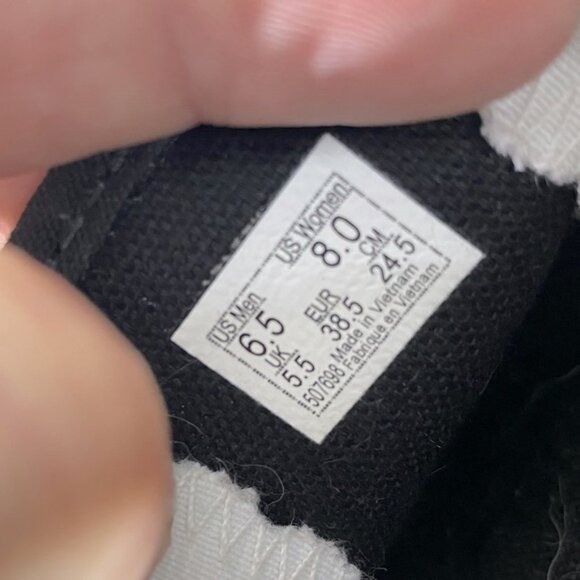 US Men US Women
6.5 8.0
UK EUR CM
5.5 38.5 24.5
507698 Made in Vietnam
Fabrique en Vietnam